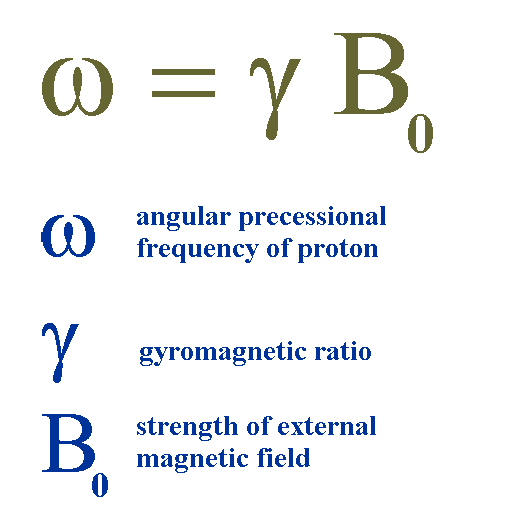 ω = γ B₀
ω angular precessional
frequency of proton
γ gyromagnetic ratio
B₀ strength of external
magnetic field